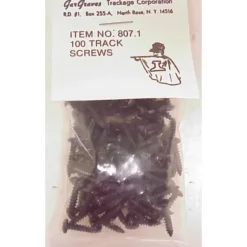 GarGraves Trackage Corporation
R.D. #1, Box 255-A, North Rose, N.Y. 14516
ITEM NO. 807.1
100 TRACK
SCREWS